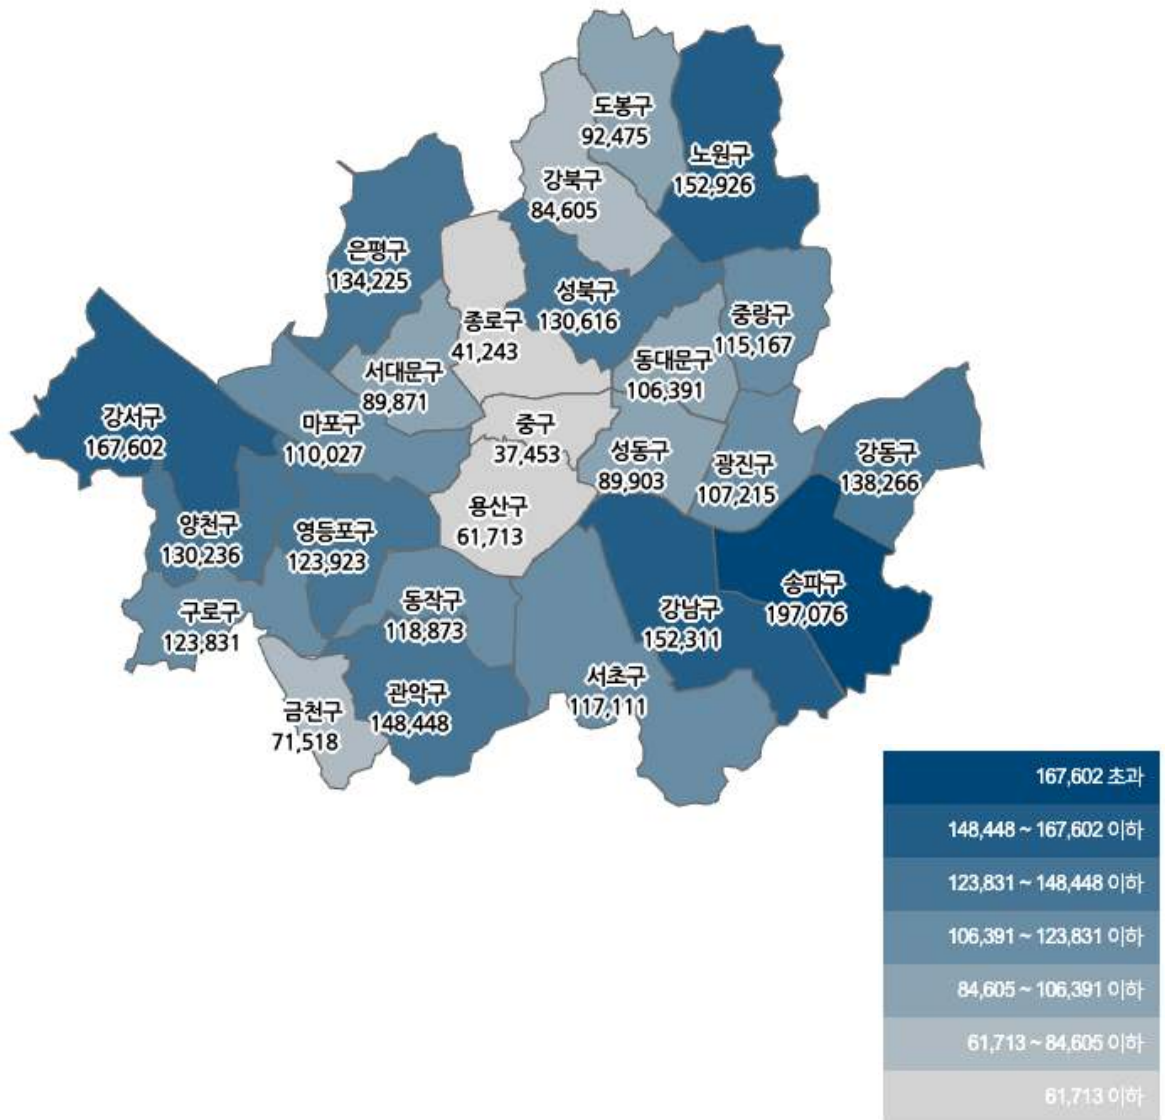 도봉구
92,475
노원구
152,926
강북구
84,605
은평구
134,225
성북구
130,616
종로구
41,243
중랑구
115,167
동대문구
106,391
서대문구
89,871
강서구
167,602
마포구
110,027
중구
37,453
성동구
89,903
광진구
107,215
강동구
138,266
용산구
61,713
양천구
130,236
영등포구
123,923
송파구
197,076
구로구
123,831
동작구
118,873
강남구
152,311
서초구
117,111
관악구
148,448
금천구
71,518
167,602 초과
148,448 ~ 167,602 이하
123,831 ~ 148,448 이하
106,391 ~ 123,831 이하
84,605 ~ 106,391 이하
61,713 ~ 84,605 이하
61,713 이하